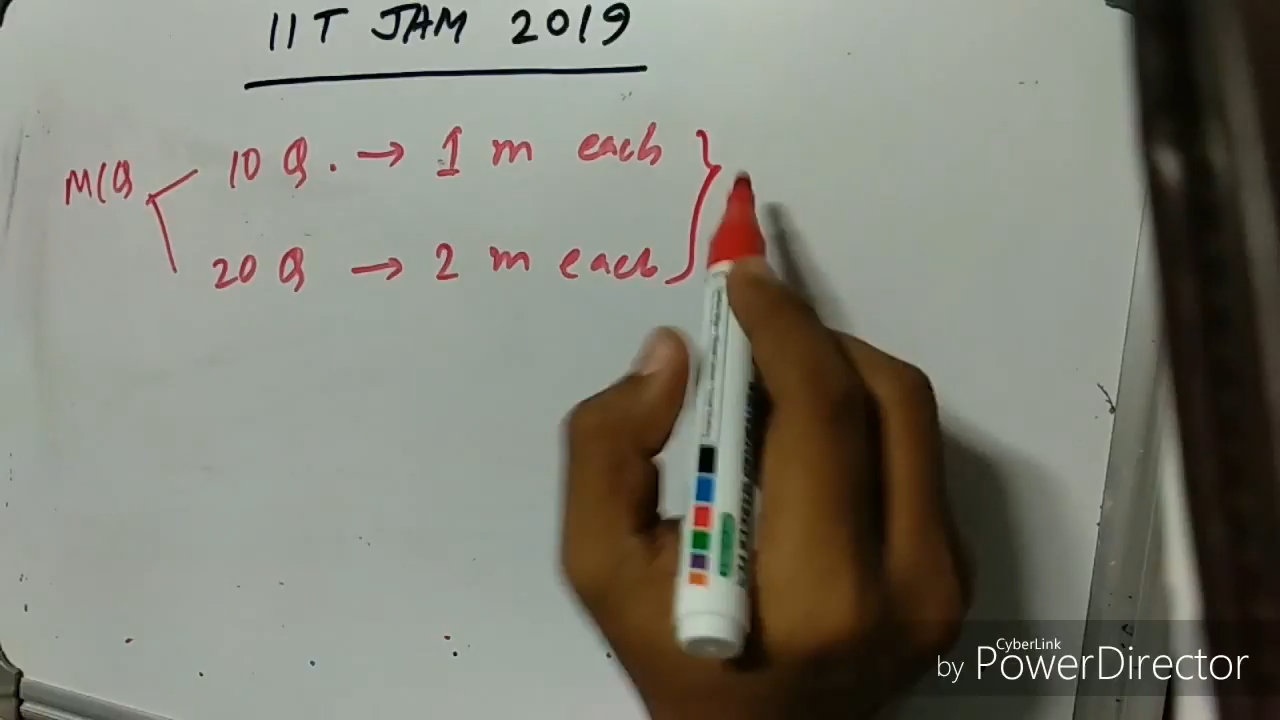 IIT JAM 2019
MCQ
10 Q. → 1 m each
20 Q → 2 m each
CyberLink
by PowerDirector